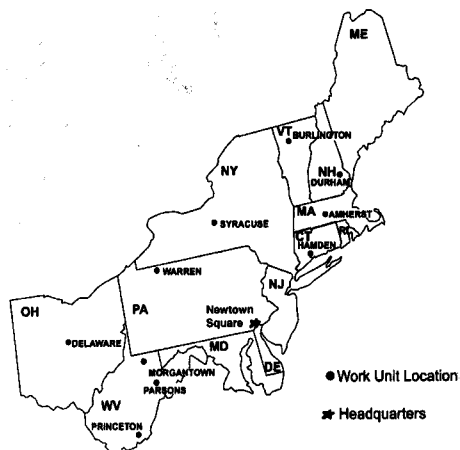 ME
VT
BURLINGTON
NY
NH
DURHAM
MA
AMHERST
SYRACUSE
CT
RI
HAMDEN
WARREN
NJ
OH
PA
Newtown
Square
DELAWARE
MD
MORGANTOWN
DE
PARSONS
WV
PRINCETON
Work Unit Location
Headquarters